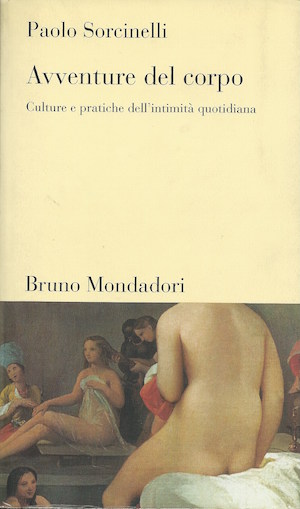 Paolo Sorcinelli
Avventure del corpo
Culture e pratiche dell'intimità quotidiana
Bruno Mondadori